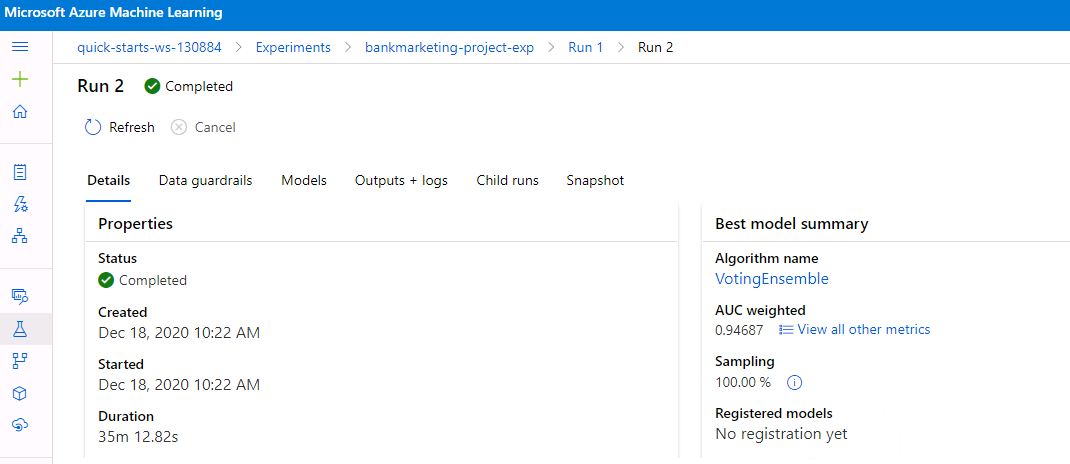 Microsoft Azure Machine Learning
quick-starts-ws-130884 > Experiments > bankmarketing-project-exp > Run 1 > Run 2
Run 2 Completed
Refresh Cancel
Details Data guardrails Models Outputs + logs Child runs Snapshot
Properties
Status
Completed
Created
Dec 18, 2020 10:22 AM
Started
Dec 18, 2020 10:22 AM
Duration
35m 12.82s
Best model summary
Algorithm name
VotingEnsemble
AUC weighted
0.94687 View all other metrics
Sampling
100.00 %
Registered models
No registration yet